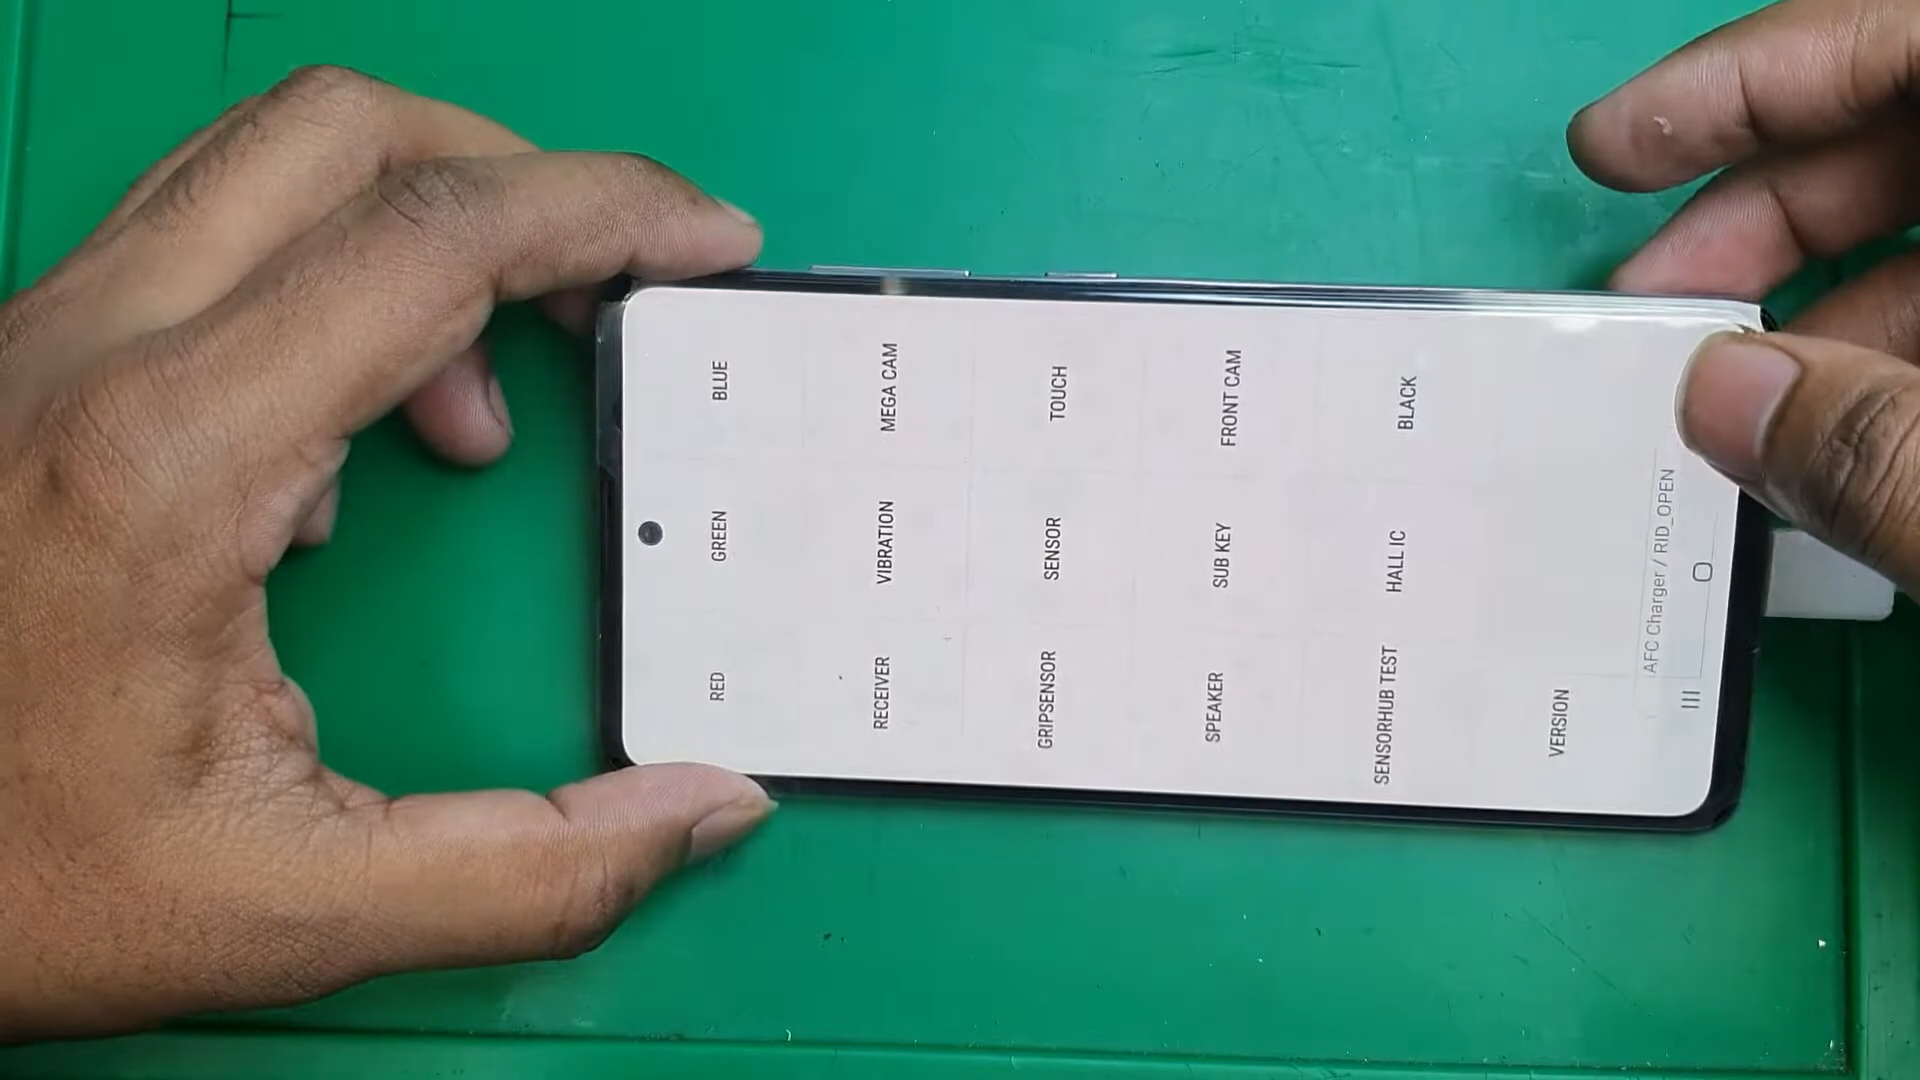 RED GREEN BLUE
RECEIVER VIBRATION MEGA CAM
GRIPSENSOR SENSOR TOUCH
SPEAKER SUB KEY FRONT CAM
SENSORHUB TEST HALL IC BLACK
VERSION
AFC Charger / RID_OPEN